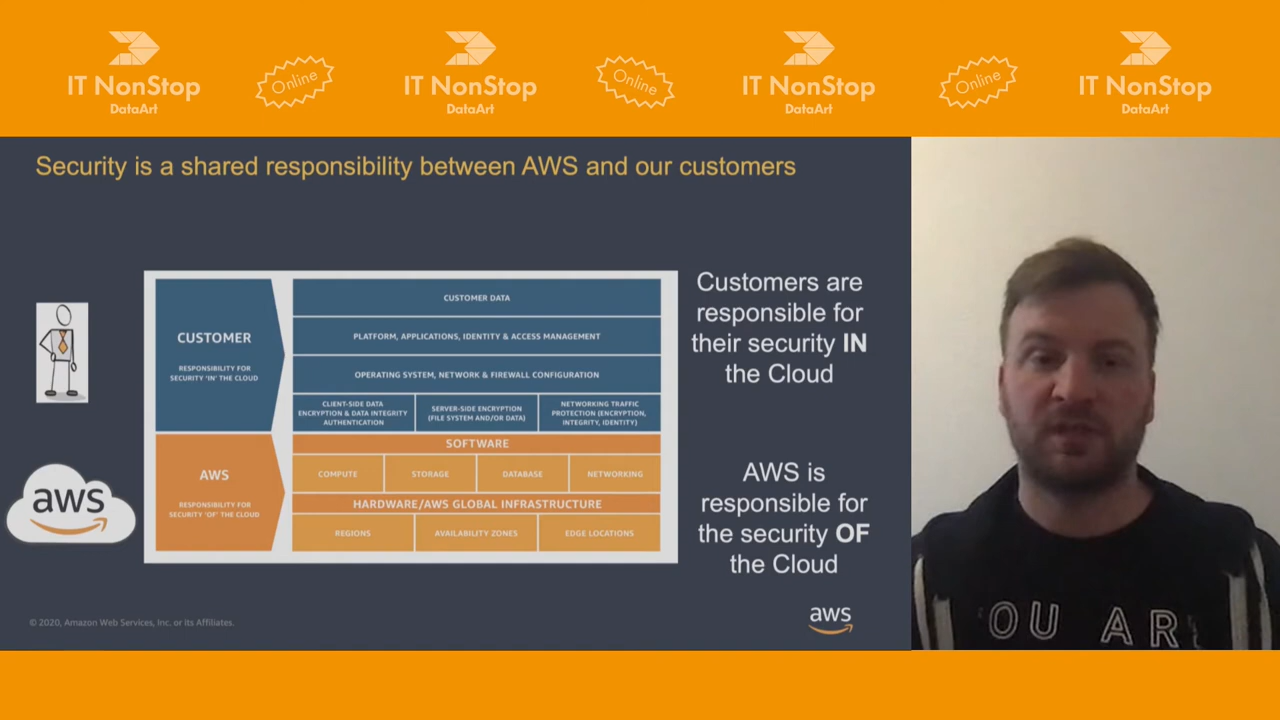 IT NonStop
DataArt
Online
IT NonStop
DataArt
Online
IT NonStop
DataArt
Online
IT NonStop
DataArt
Security is a shared responsibility between AWS and our customers
CUSTOMER
RESPONSIBILITY FOR
SECURITY 'IN' THE CLOUD
CUSTOMER DATA
PLATFORM, APPLICATIONS, IDENTITY & ACCESS MANAGEMENT
OPERATING SYSTEM, NETWORK & FIREWALL CONFIGURATION
CLIENT-SIDE DATA
ENCRYPTION & DATA INTEGRITY
AUTHENTICATION
SERVER-SIDE ENCRYPTION
(FILE SYSTEM AND/OR DATA)
NETWORKING TRAFFIC
PROTECTION (ENCRYPTION,
INTEGRITY, IDENTITY)
Customers are
responsible for
their security IN
the Cloud
aws
AWS
RESPONSIBILITY FOR
SECURITY 'OF' THE CLOUD
SOFTWARE
COMPUTE
STORAGE
DATABASE
NETWORKING
HARDWARE/AWS GLOBAL INFRASTRUCTURE
REGIONS
AVAILABILITY ZONES
EDGE LOCATIONS
AWS is
responsible for
the security OF
the Cloud
© 2020, Amazon Web Services, Inc. or its Affiliates.
aws
OU AR